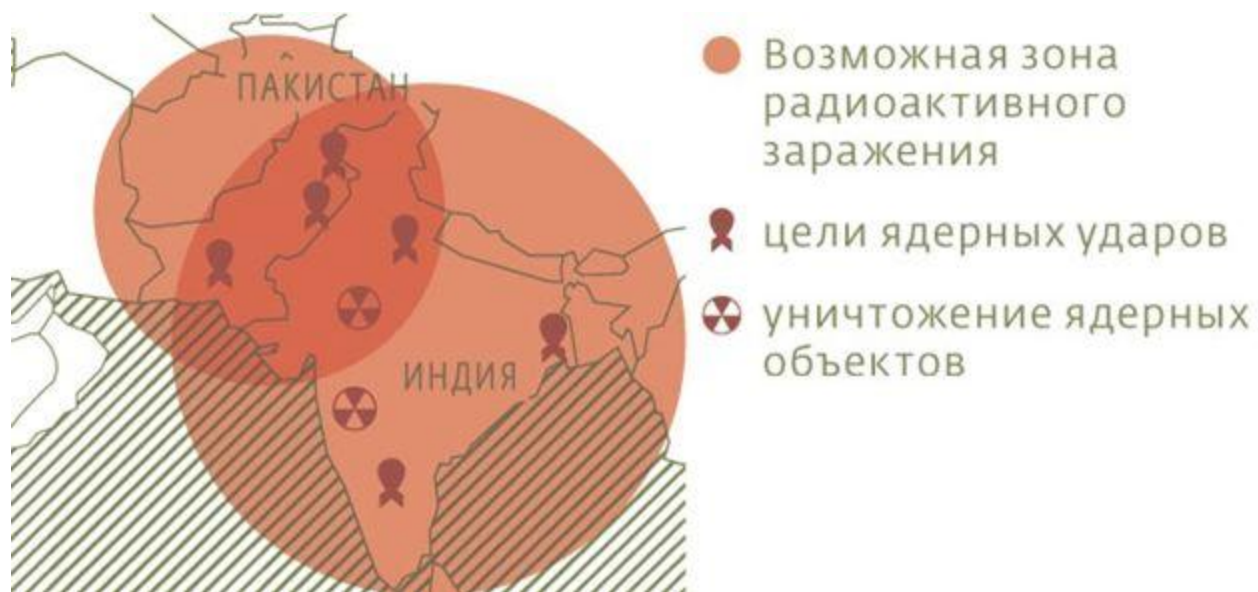 ПАКИСТАН
ИНДИЯ
Возможная зона
радиоактивного
заражения
цели ядерных ударов
уничтожение ядерных
объектов